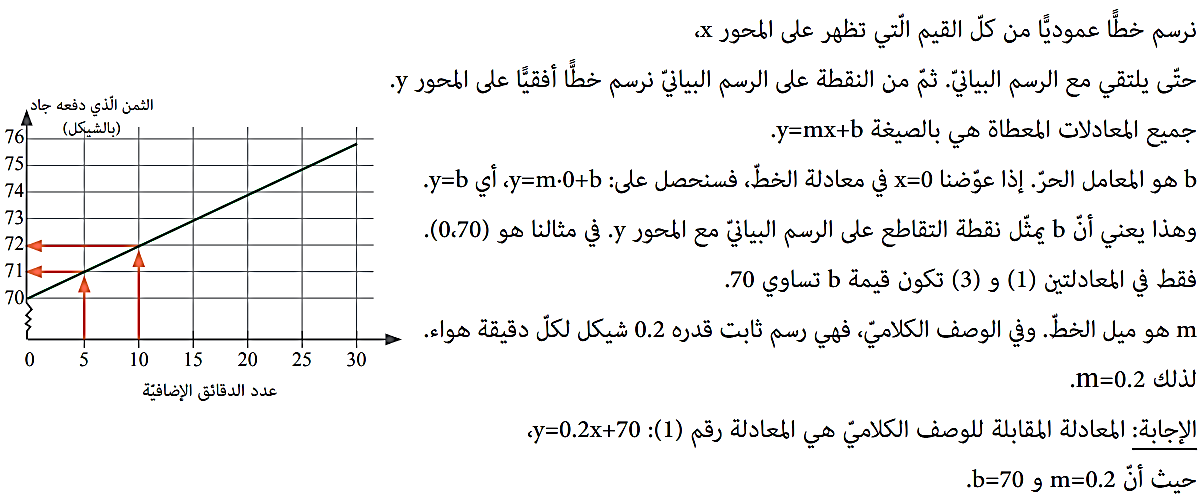 نرسم خطًّا عموديًّا من كلّ القيم الّتي تظهر على المحور x،
حتّى يلتقي مع الرسم البيانيّ. ثمّ من النقطة على الرسم البيانيّ نرسم خطًّا أفقيًّا على المحور y.
جميع المعادلات المعطاة هي بالصيغة y=mx+b.
b هو المعامل الحرّ. إذا عوّضنا x=0 في معادلة الخطّ، فسنحصل على: y=m·0+b، أي y=b.
وهذا يعني أنّ b يمثّل نقطة التقاطع على الرسم البيانيّ مع المحور y. في مثالنا هو (0،70).
فقط في المعادلتين (1) و (3) تكون قيمة b تساوي 70.
m هو ميل الخطّ. وفي الوصف الكلاميّ، فهي رسم ثابت قدره 0.2 شيكل لكلّ دقيقة هواء.
لذلك m=0.2.
الإجابة: المعادلة المقابلة للوصف الكلاميّ هي المعادلة رقم (1): y=0.2x+70،
حيث أنّ m=0.2 و b=70.
الثمن الّذي دفعه جاد
(بالشيكل)
76
75
74
73
72
71
70
0 5 10 15 20 25 30
عدد الدقائق الإضافيّة